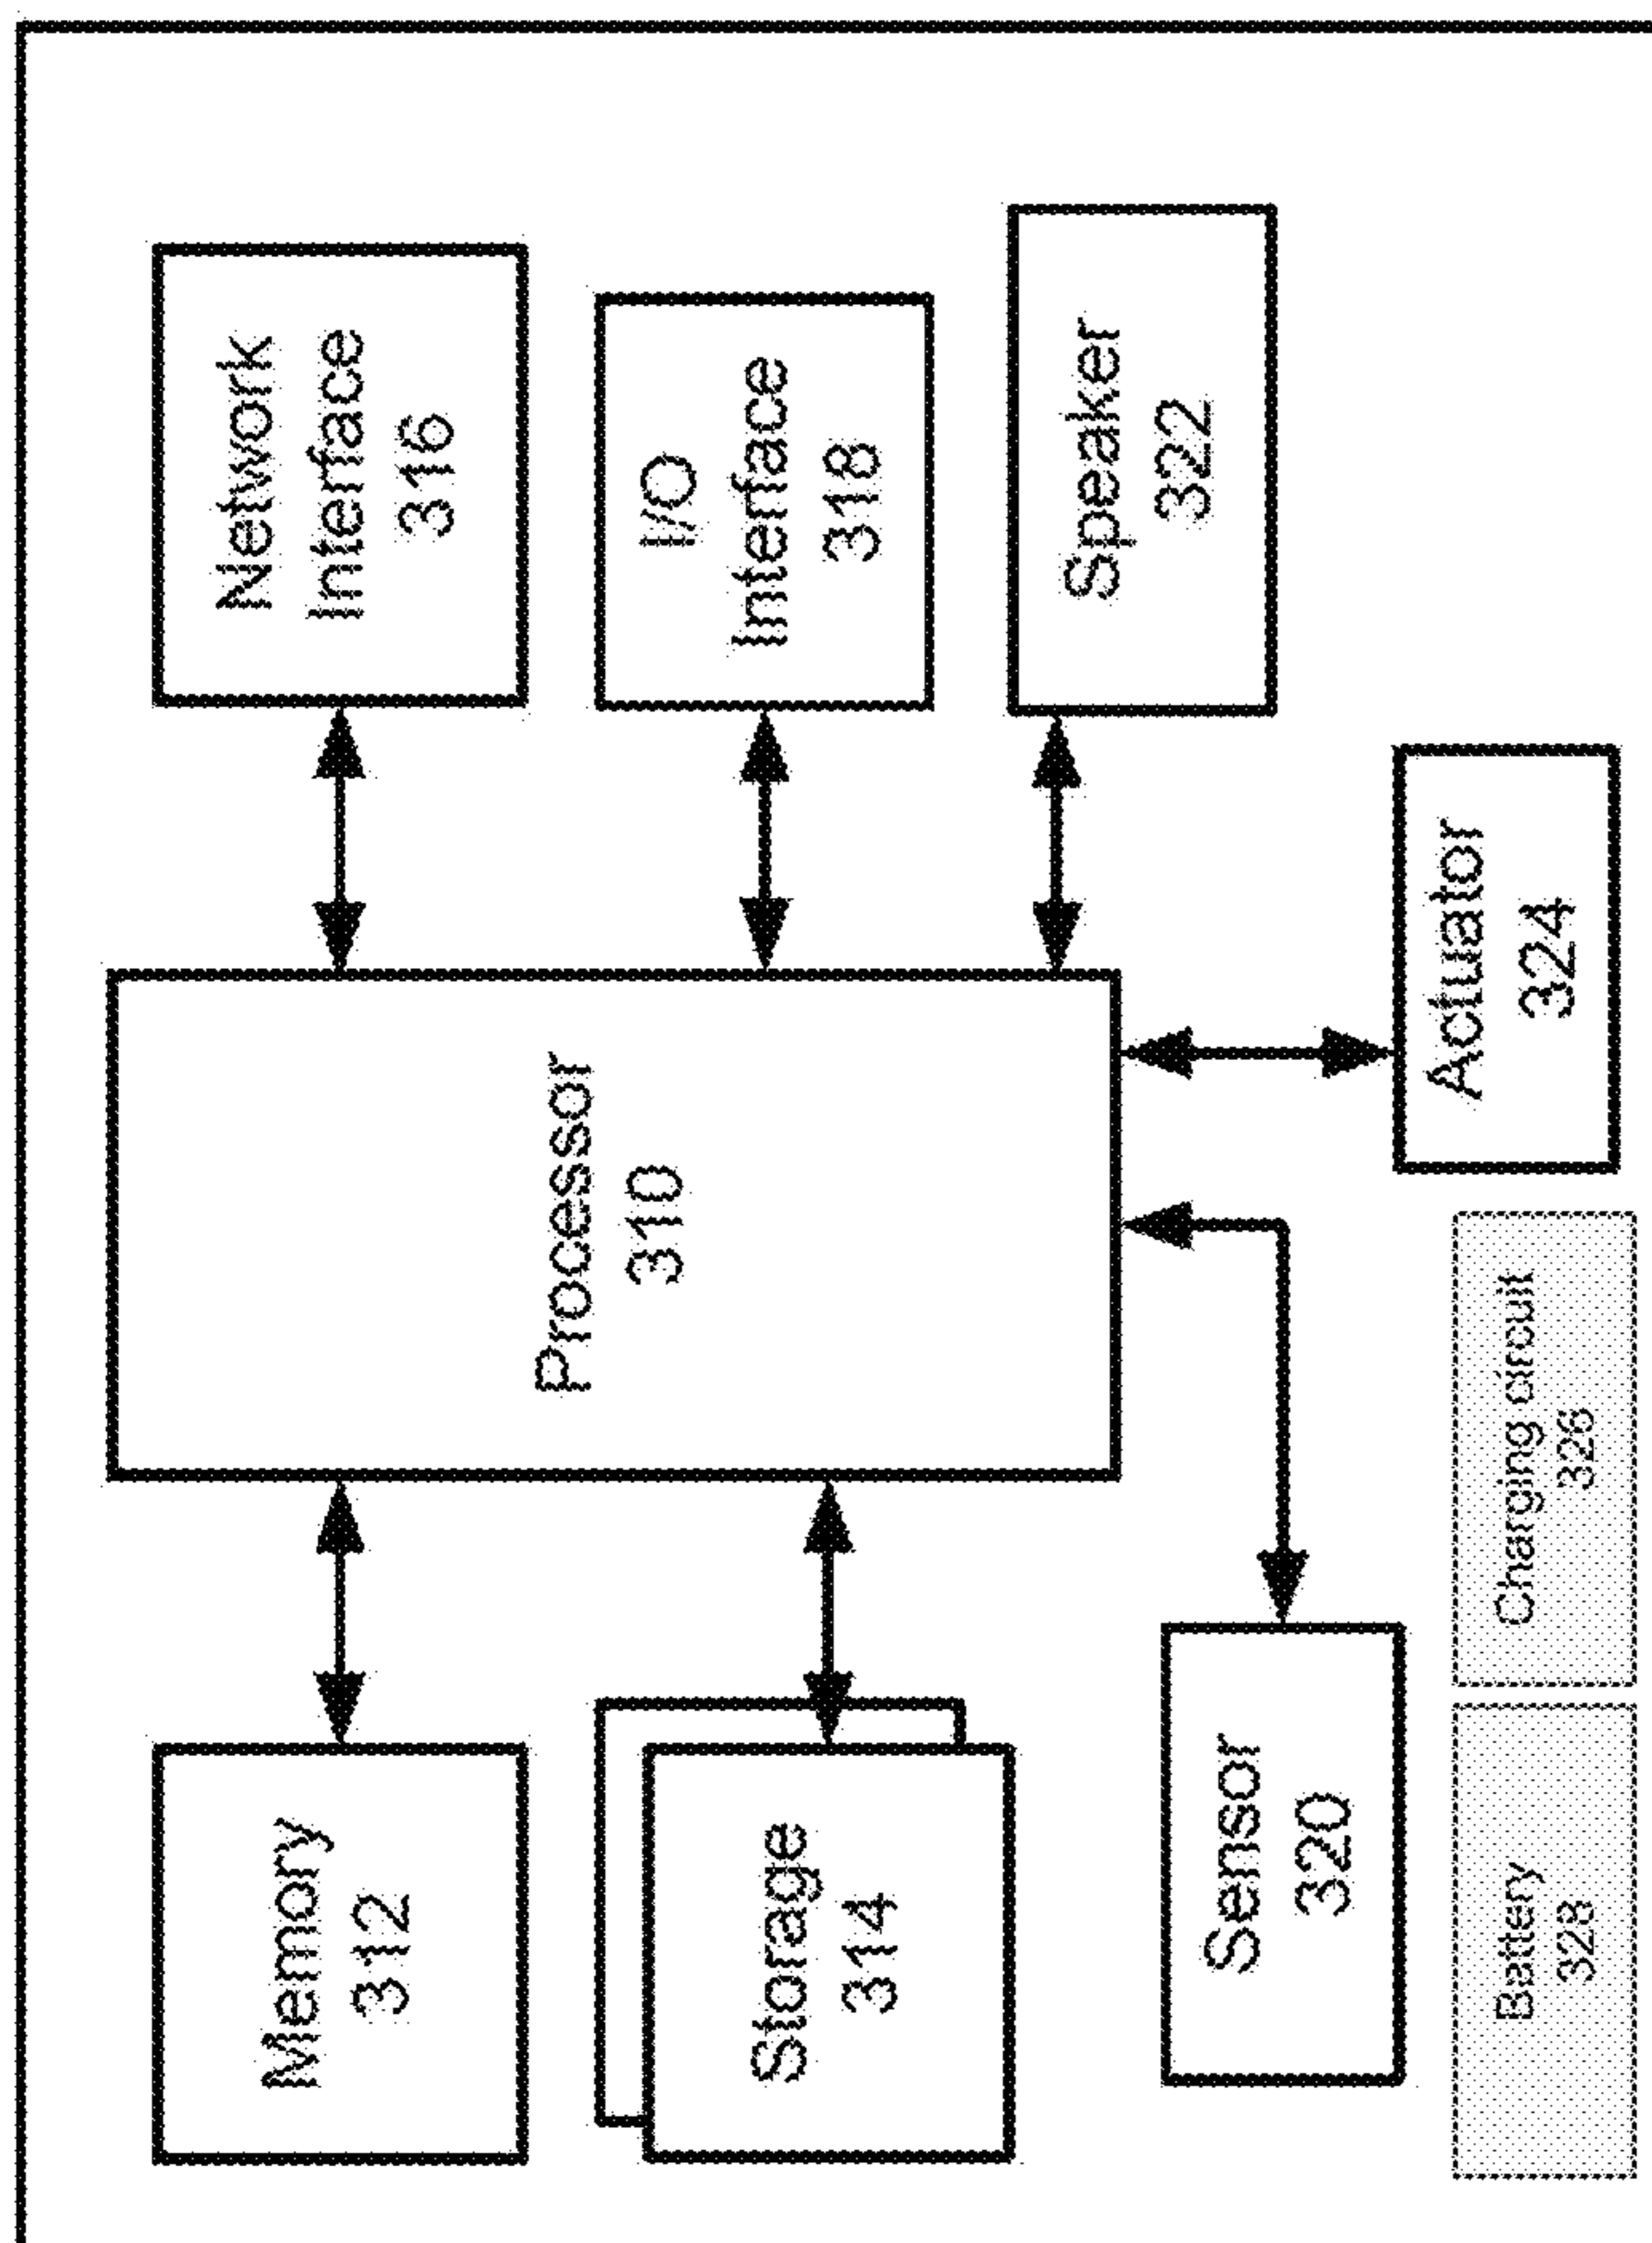 Memory
312
Processor
310
Network
Interface
316
Storage
314
I/O
Interface
318
Sensor
320
Speaker
322
Actuator
324
Battery
328
Charging circuit
326